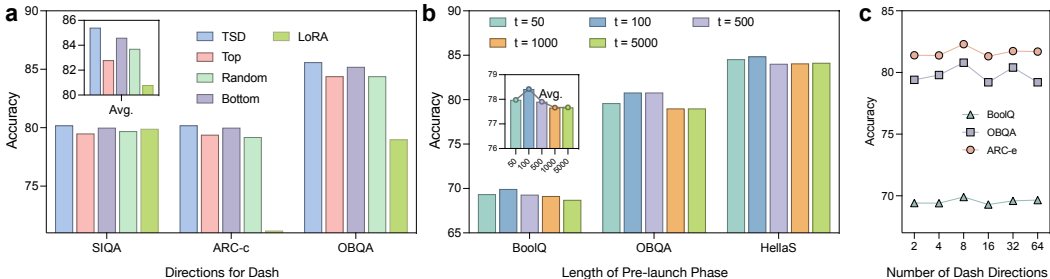 a
Accuracy
90
85
80
75
86
84
82
80
Avg.
TSD
Top
Random
Bottom
LoRA
SIQA
ARC-c
OBQA
Directions for Dash
b
Accuracy
90
85
80
75
70
65
t = 50
t = 100
t = 500
t = 1000
t = 5000
79
78
77
76
Avg.
50
100
500
1000
5000
BoolQ
OBQA
HellaS
Length of Pre-launch Phase
c
Accuracy
85
80
75
70
BoolQ
OBQA
ARC-e
2 4 8 16 32 64
Number of Dash Directions